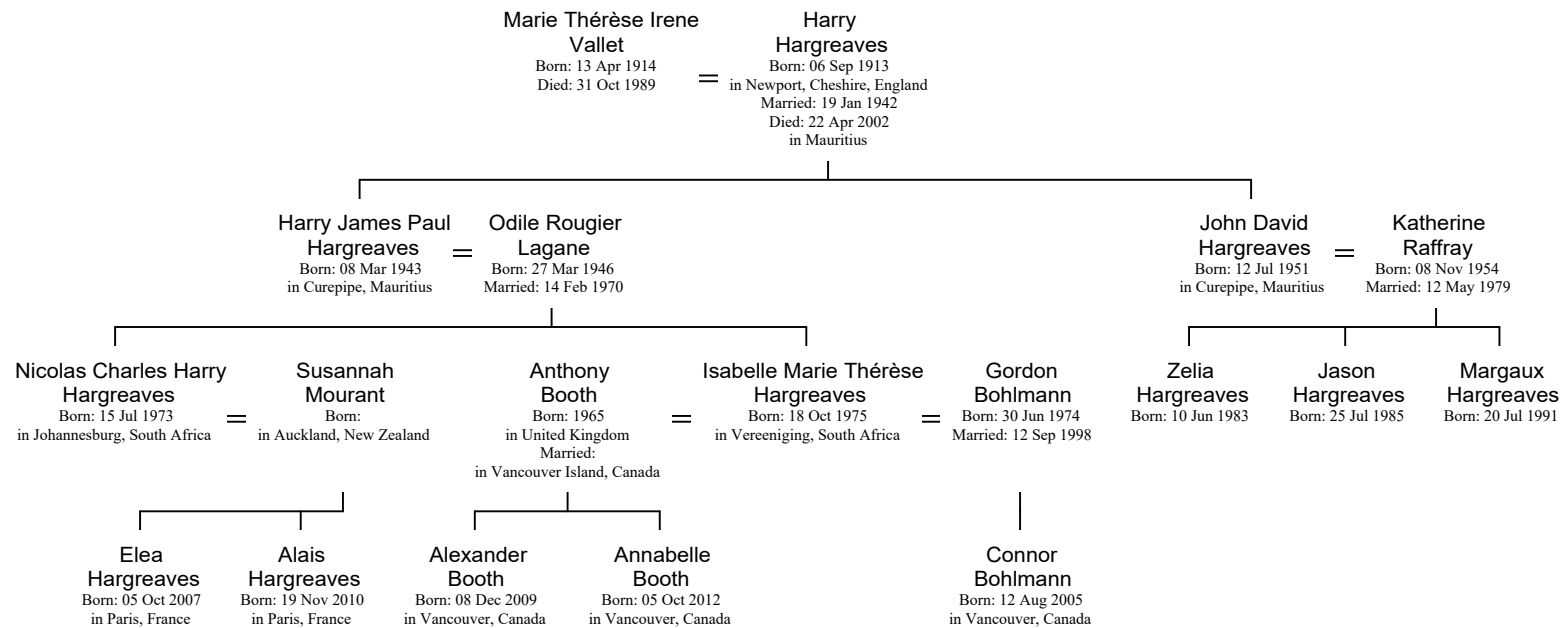 Marie Thérèse Irene
Vallet
Born: 13 Apr 1914
Died: 31 Oct 1989
=
Harry
Hargreaves
Born: 06 Sep 1913
in Newport, Cheshire, England
Married: 19 Jan 1942
Died: 22 Apr 2002
in Mauritius
Harry James Paul
Hargreaves
Born: 08 Mar 1943
in Curepipe, Mauritius
=
Odile Rougier
Lagane
Born: 27 Mar 1946
Married: 14 Feb 1970
John David
Hargreaves
Born: 12 Jul 1951
in Curepipe, Mauritius
=
Katherine
Raffray
Born: 08 Nov 1954
Married: 12 May 1979
Nicolas Charles Harry
Hargreaves
Born: 15 Jul 1973
in Johannesburg, South Africa
=
Susannah
Mourant
Born:
in Auckland, New Zealand
Anthony
Booth
Born: 1965
in United Kingdom
Married:
in Vancouver Island, Canada
=
Isabelle Marie Thérèse
Hargreaves
Born: 18 Oct 1975
in Vereeniging, South Africa
=
Gordon
Bohlmann
Born: 30 Jun 1974
Married: 12 Sep 1998
Zelia
Hargreaves
Born: 10 Jun 1983
Jason
Hargreaves
Born: 25 Jul 1985
Margaux
Hargreaves
Born: 20 Jul 1991
Elea
Hargreaves
Born: 05 Oct 2007
in Paris, France
Alais
Hargreaves
Born: 19 Nov 2010
in Paris, France
Alexander
Booth
Born: 08 Dec 2009
in Vancouver, Canada
Annabelle
Booth
Born: 05 Oct 2012
in Vancouver, Canada
Connor
Bohlmann
Born: 12 Aug 2005
in Vancouver, Canada